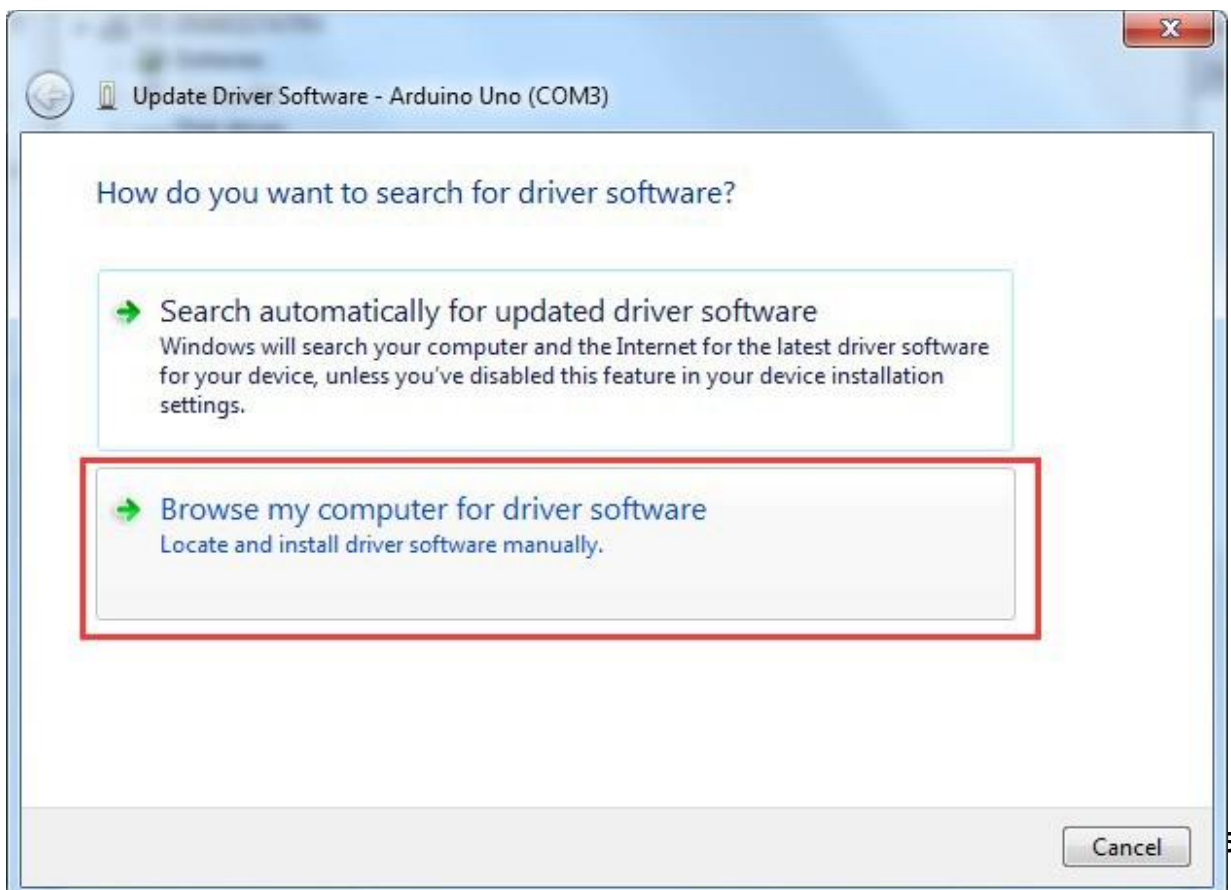 Update Driver Software - Arduino Uno (COM3)
How do you want to search for driver software?
Search automatically for updated driver software
Windows will search your computer and the Internet for the latest driver software
for your device, unless you've disabled this feature in your device installation
settings.
Browse my computer for driver software
Locate and install driver software manually.
Cancel